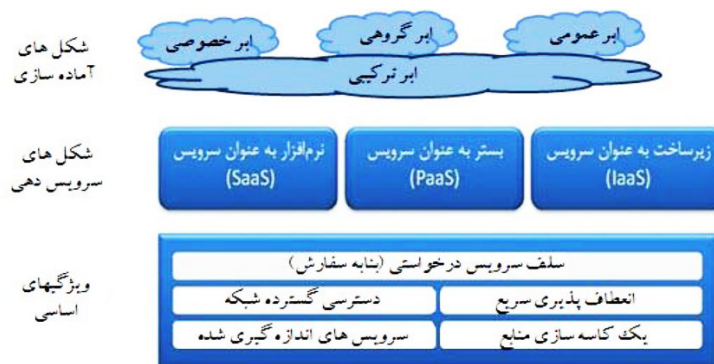 شکل های
آماده سازی
ابر عمومی
ابر گروهی
ابر خصوصی
ابر ترکیبی
شکل های
سرویس دهی
زیرساخت به عنوان سرویس
(IaaS)
بستر به عنوان سرویس
(PaaS)
نرم‌افزار به عنوان سرویس
(SaaS)
ویژگیهای
اساسی
سلف سرویس درخواستی (بنابه سفارش)
انعطاف پذیری سریع
دسترسی گسترده شبکه
یک کاسه سازی منابع
سرویس های اندازه گیری شده